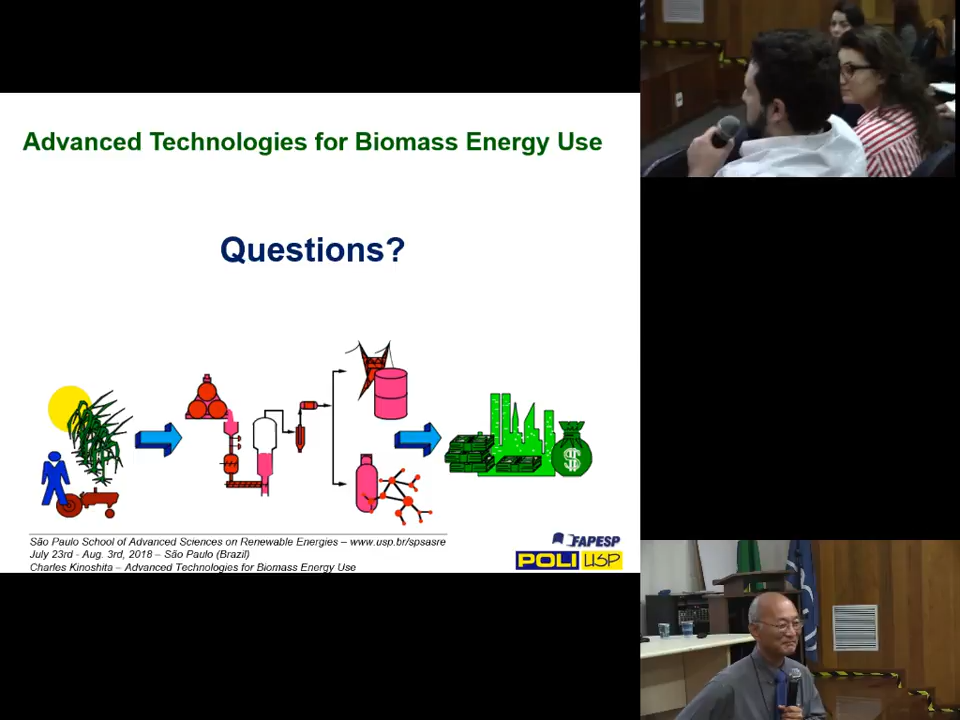 Advanced Technologies for Biomass Energy Use
Questions?
$
São Paulo School of Advanced Sciences on Renewable Energies – www.usp.br/spsasre
July 23rd - Aug. 3rd, 2018 – São Paulo (Brazil)
Charles Kinoshita – Advanced Technologies for Biomass Energy Use
FAPESP
POLI USP